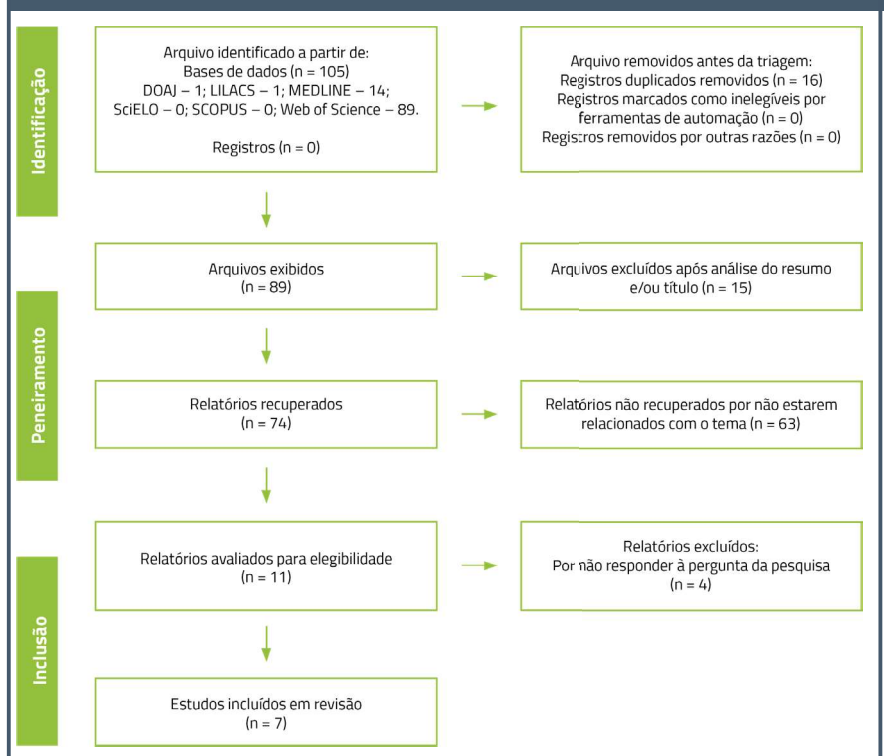 Identificação
Arquivo identificado a partir de:
Bases de dados (n = 105)
DOAJ – 1; LILACS – 1; MEDLINE – 14;
SciELO – 0; SCOPUS – 0; Web of Science – 89.
Registros (n = 0)
Arquivo removidos antes da triagem:
Registros duplicados removidos (n = 16)
Registros marcados como inelegíveis por
ferramentas de automação (n = 0)
Registros removidos por outras razões (n = 0)
Peneiramento
Arquivos exibidos
(n = 89)
Arquivos excluídos após análise do resumo
e/ou título (n = 15)
Relatórios recuperados
(n = 74)
Relatórios não recuperados por não estarem
relacionados com o tema (n = 63)
Inclusão
Relatórios avaliados para elegibilidade
(n = 11)
Relatórios excluídos:
Por não responder à pergunta da pesquisa
(n = 4)
Estudos incluídos em revisão
(n = 7)